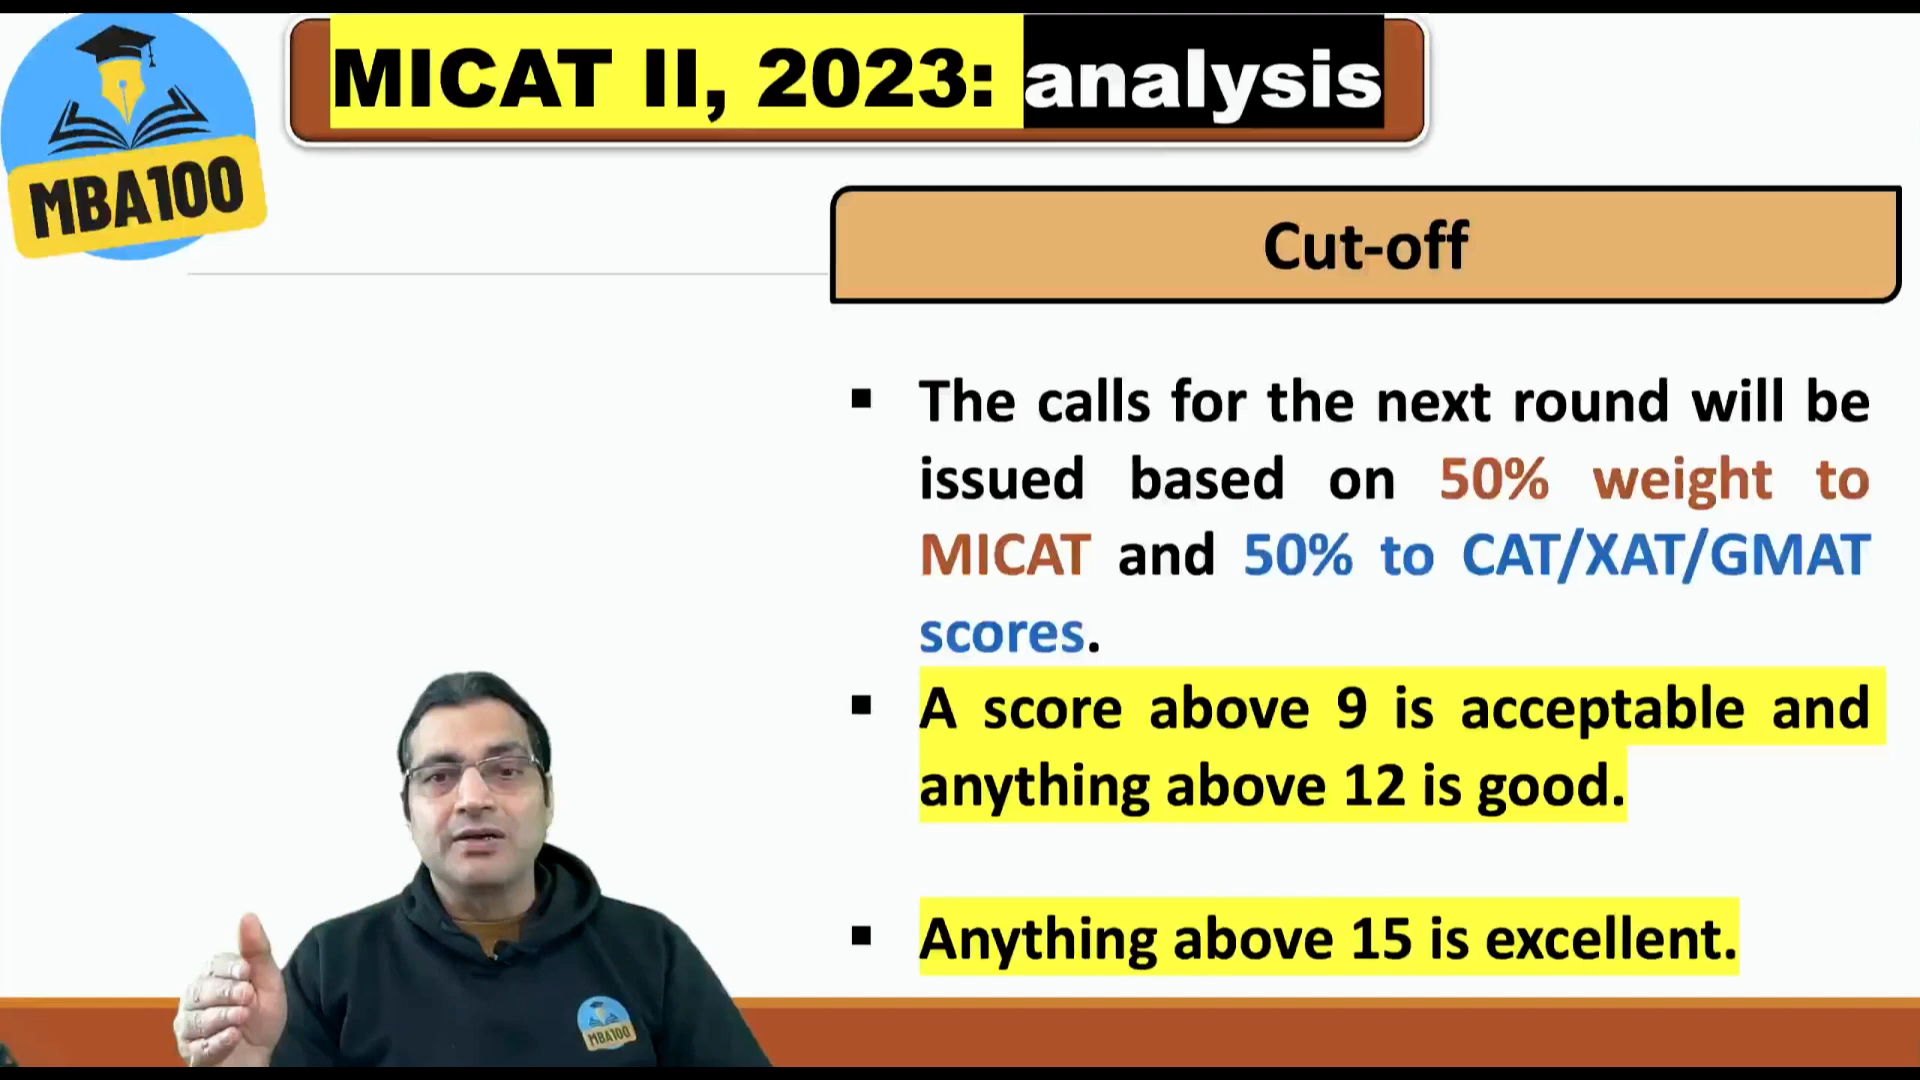 MICAT II, 2023: analysis
MBA100
Cut-off
▪ The calls for the next round will be
issued based on 50% weight to
MICAT and 50% to CAT/XAT/GMAT
scores.
▪ A score above 9 is acceptable and
anything above 12 is good.
▪ Anything above 15 is excellent.
MBA100